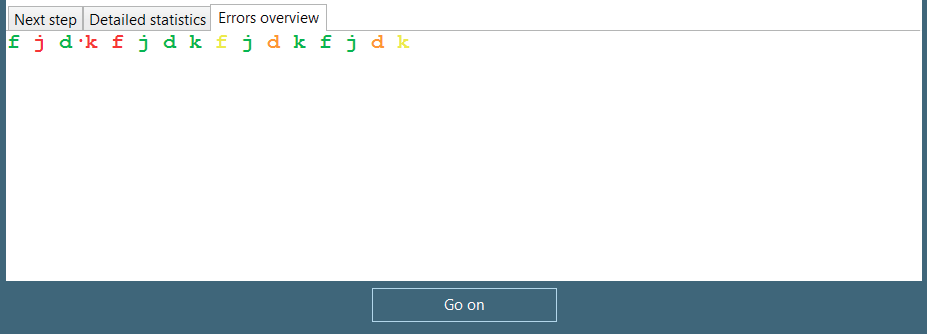 Next step Detailed statistics Errors overview
f j d·k f j d k f j d k f j d k
Go on